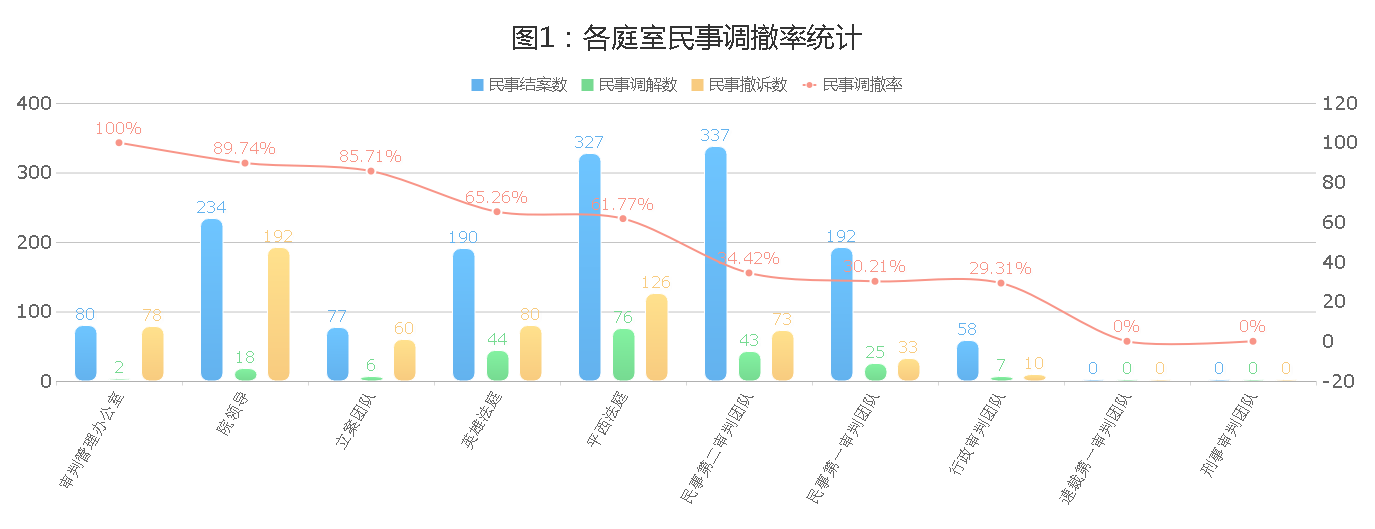 图1：各庭室民事调撤率统计
民事结案数 民事调解数 民事撤诉数 民事调撤率
400
300
200
100
0
120
100
80
60
40
20
0
-20
100%
89.74%
85.71%
65.26%
61.77%
34.42%
30.21%
29.31%
0%
0%
80 2 78
234 18 192
77 6 60
190 44 80
327 76 126
337 43 73
192 25 33
58 7 10
0 0 0
0 0 0
审判管理办公室
院领导
立案团队
英雄法庭
平西法庭
民事第二审判团队
民事第一审判团队
行政审判团队
速裁第一审判团队
刑事审判团队